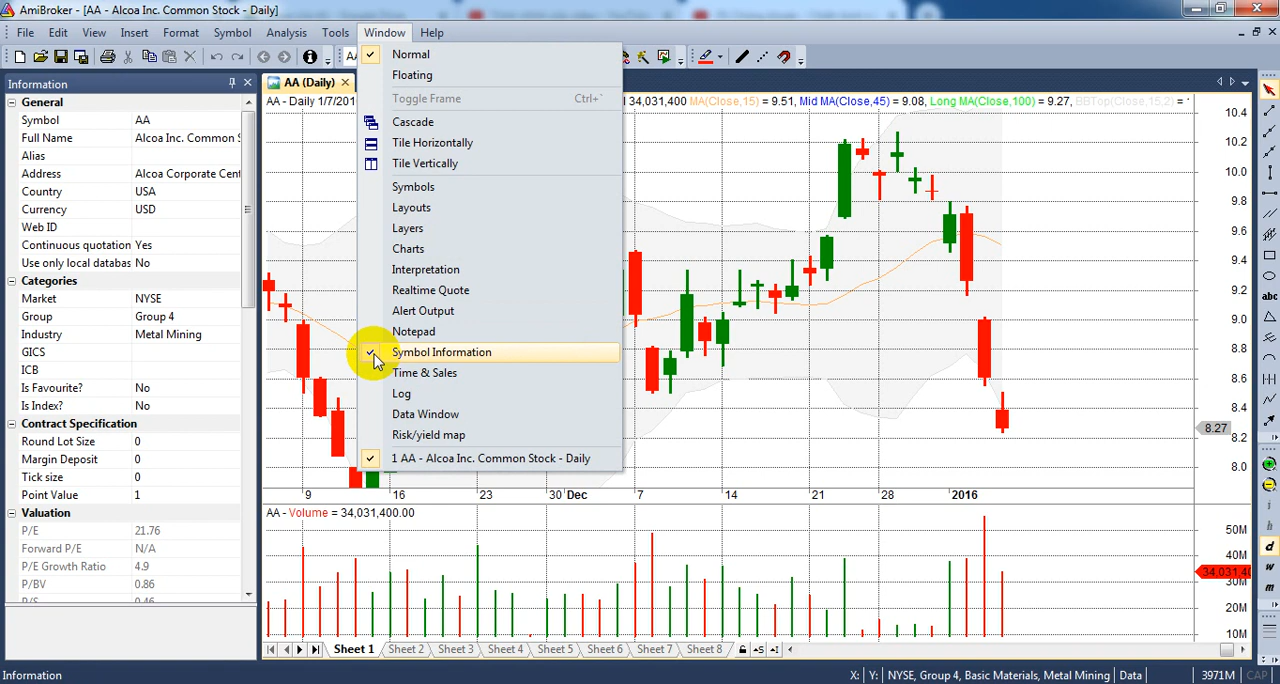 AmiBroker - [AA - Alcoa Inc. Common Stock - Daily]
File Edit View Insert Format Symbol Analysis Tools Window Help
Information
General
Symbol AA
Full Name Alcoa Inc. Common S
Alias
Address Alcoa Corporate Cent
Country USA
Currency USD
Web ID
Continuous quotation Yes
Use only local databas No
Categories
Market NYSE
Group Group 4
Industry Metal Mining
GICS
ICB
Is Favourite? No
Is Index? No
Contract Specification
Round Lot Size 0
Margin Deposit 0
Tick size 0
Point Value 1
Valuation
P/E 21.76
Forward P/E N/A
P/E Growth Ratio 4.9
P/BV 0.86
P/S 0.46
Normal
Floating
Toggle Frame Ctrl+`
Cascade
Tile Horizontally
Tile Vertically
Symbols
Layouts
Layers
Charts
Interpretation
Realtime Quote
Alert Output
Notepad
Symbol Information
Time & Sales
Log
Data Window
Risk/yield map
1 AA - Alcoa Inc. Common Stock - Daily
AA (Daily)
AA - Daily 1/7/201 34,031,400 MA(Close,15) = 9.51, Mid MA(Close,45) = 9.08, Long MA(Close,100) = 9.27, BBTop(Close,15,2) =
10.4
10.2
10.0
9.8
9.6
9.4
9.2
9.0
8.8
8.6
8.4
8.27
8.2
8.0
9 16 23 30 Dec 7 14 21 28 2016
AA - Volume = 34,031,400.00
50M
40M
34,031,40
30M
20M
10M
Sheet 1 Sheet 2 Sheet 3 Sheet 4 Sheet 5 Sheet 6 Sheet 7 Sheet 8
abc
d
w
m
Information X: Y: NYSE, Group 4, Basic Materials, Metal Mining Data 3971M CAP